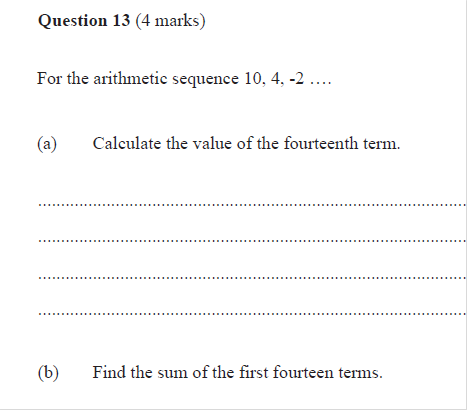 Question 13 (4 marks)
For the arithmetic sequence 10, 4, -2 ….
(a) Calculate the value of the fourteenth term.
(b) Find the sum of the first fourteen terms.